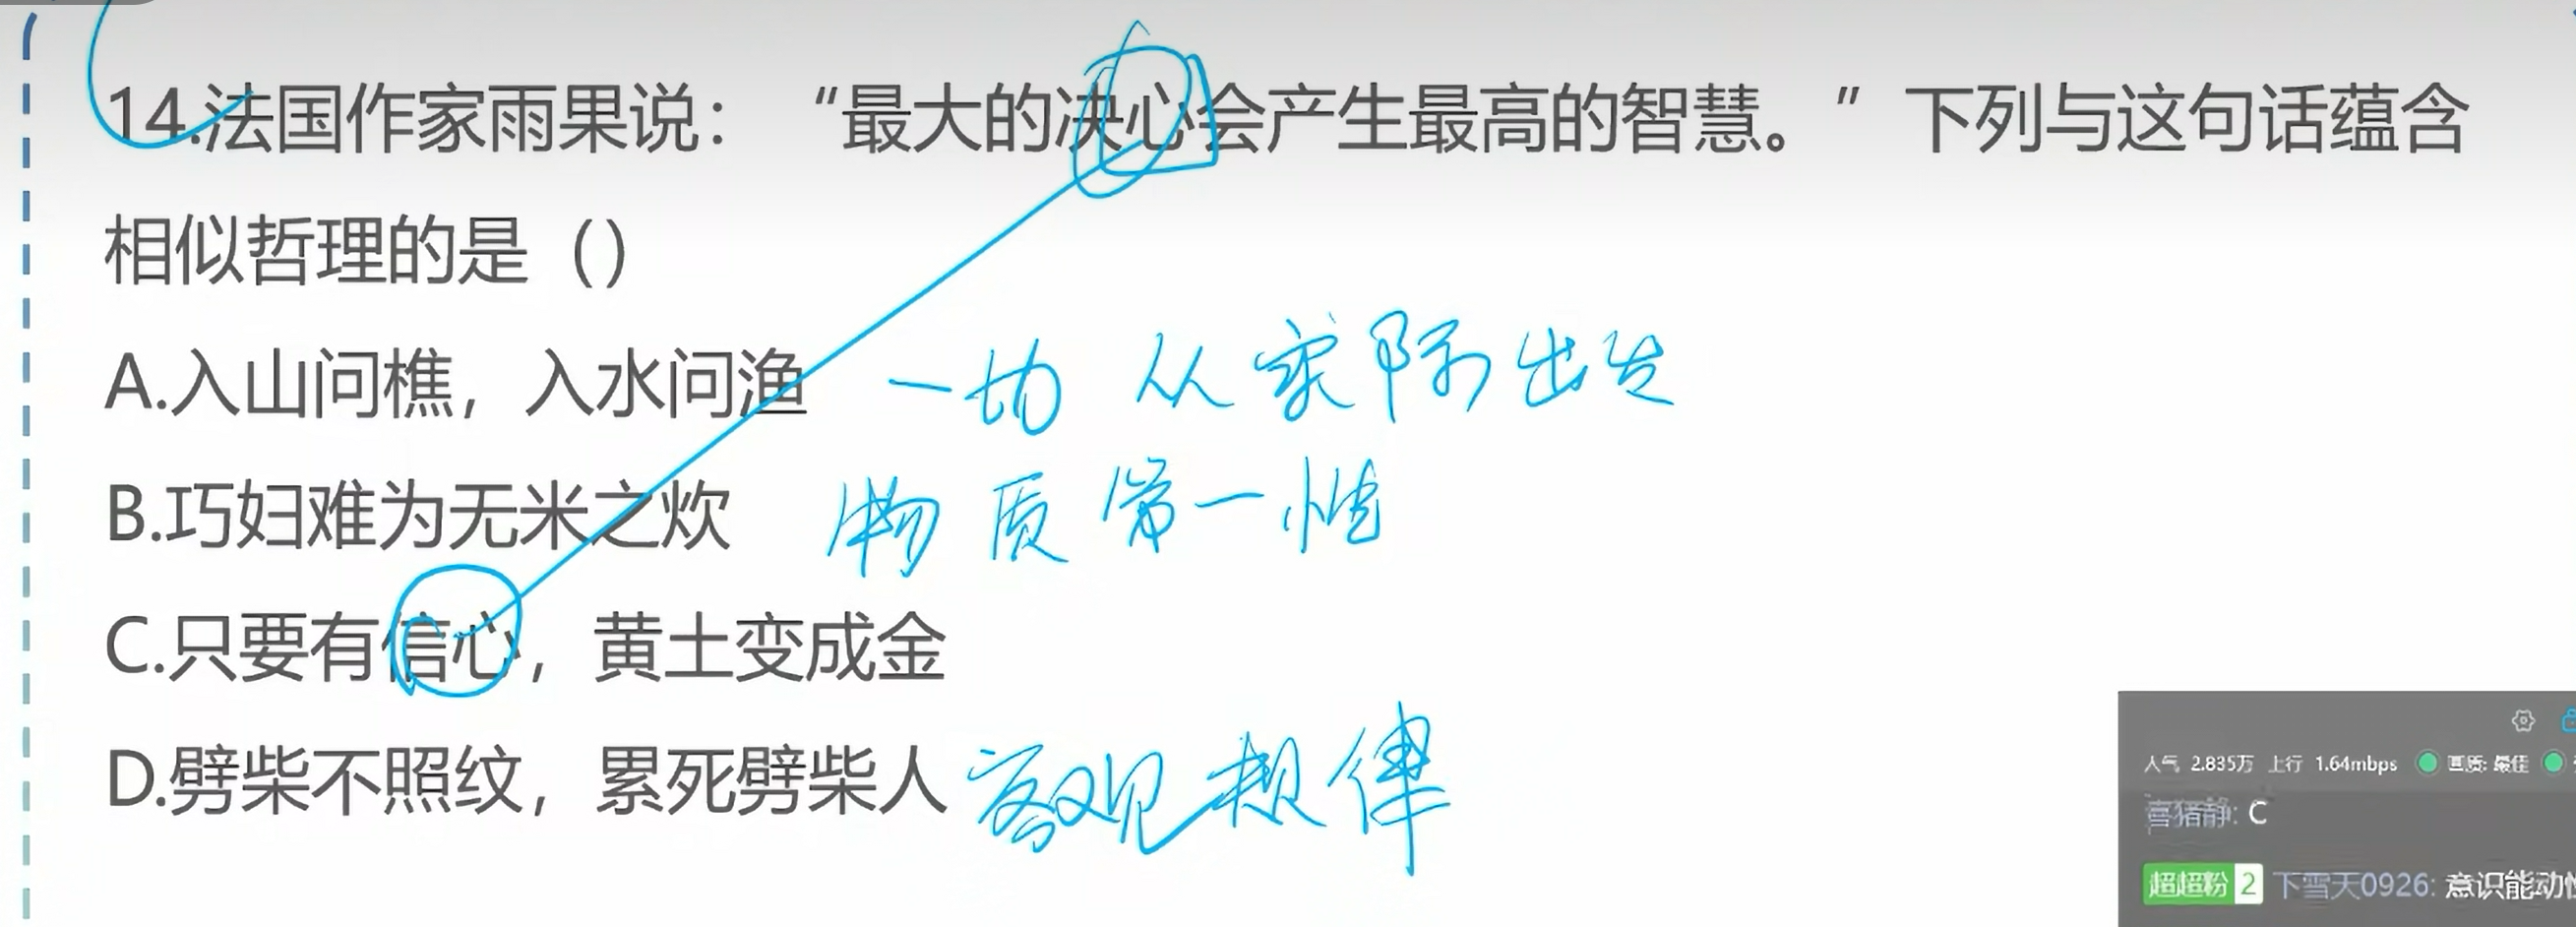 14.法国作家雨果说：“最大的决心会产生最高的智慧。”下列与这句话蕴含
相似哲理的是（）
A.入山问樵，入水问渔 一切从实际出发
B.巧妇难为无米之炊 物质第一性
C.只要有信心，黄土变成金
D.劈柴不照纹，累死劈柴人 客观规律
人气 2.835万 上行 1.64mbps 画质: 最佳
喜猪静: C
超超粉 2 下雪天0926: 意识能动性